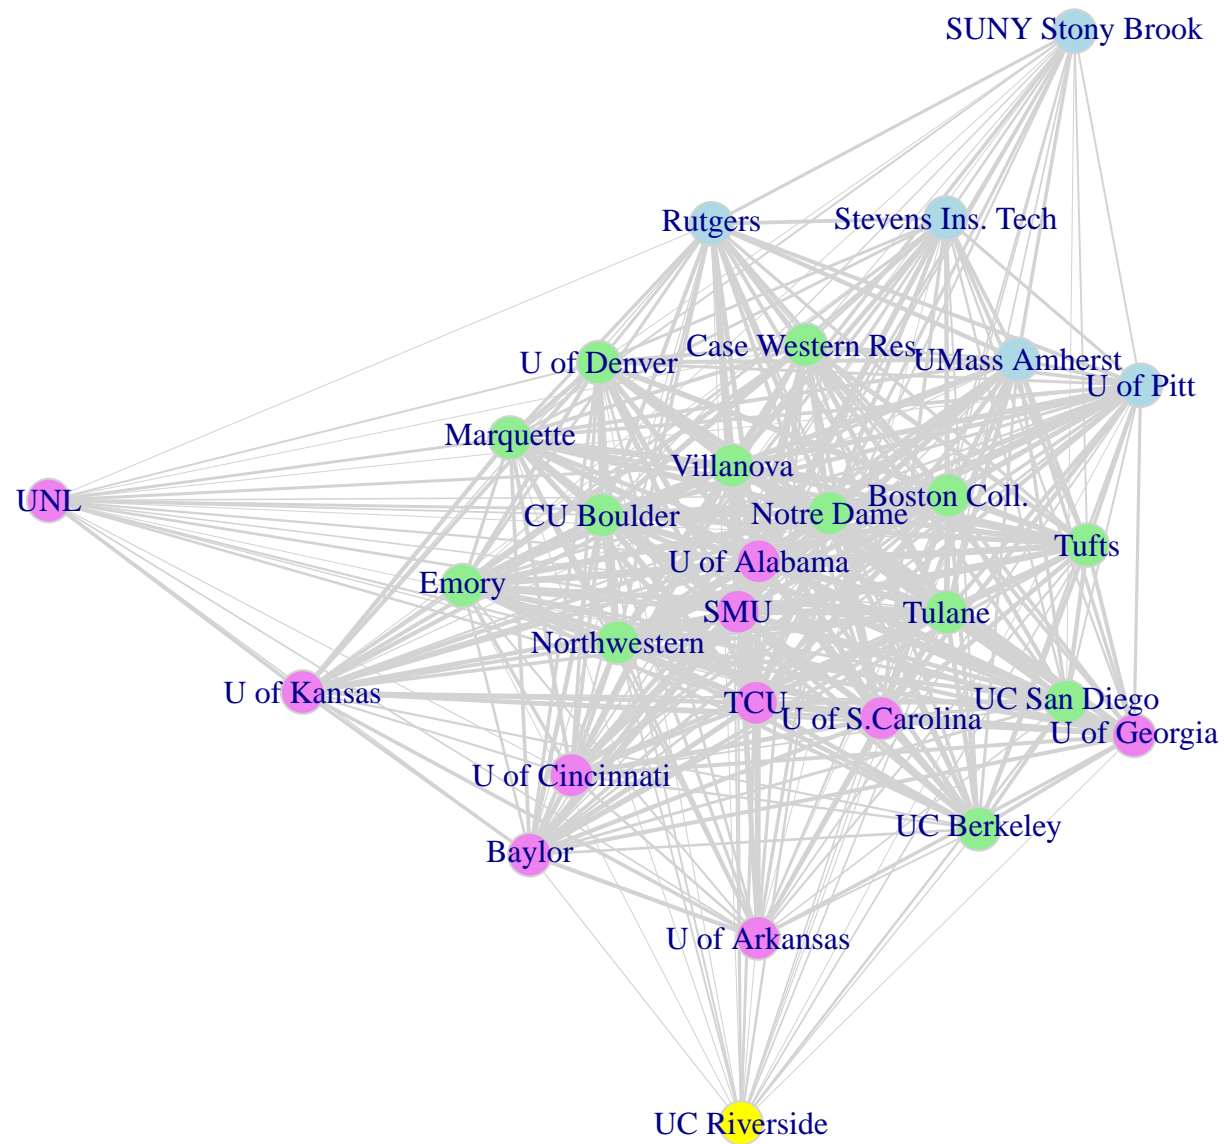 SUNY Stony Brook
Rutgers
Stevens Ins. Tech
Case Western Res.
UMass Amherst
U of Denver
U of Pitt
Marquette
Villanova
UNL
Boston Coll.
CU Boulder
Notre Dame
Tufts
U of Alabama
Emory
SMU
Tulane
Northwestern
U of Kansas
TCU
UC San Diego
U of S.Carolina
U of Georgia
U of Cincinnati
UC Berkeley
Baylor
U of Arkansas
UC Riverside